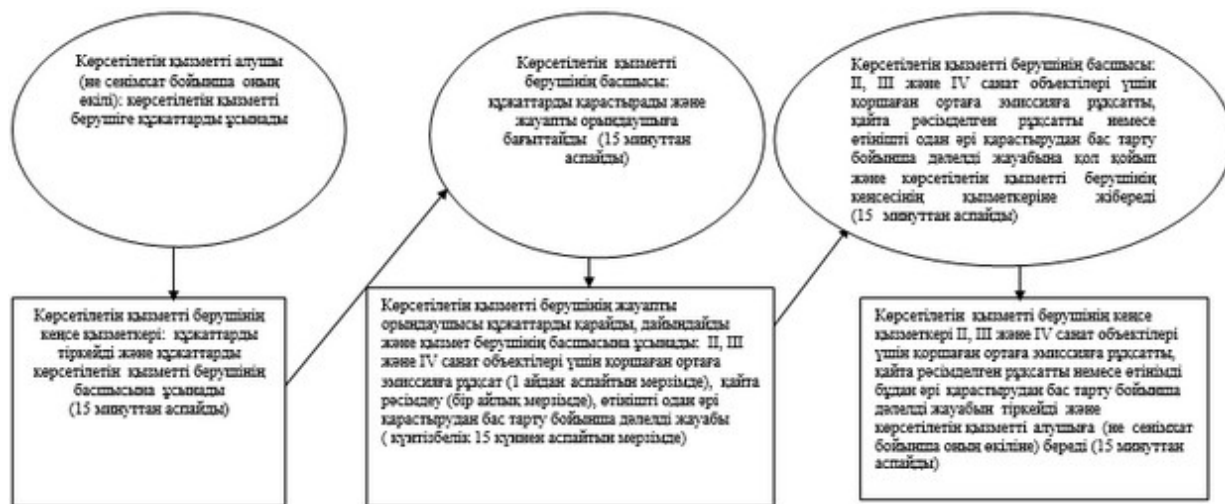 Көрсетілетін қызметті алушы
(не сенімхат бойынша оның
өкілі): көрсетілетін қызметті
берушіге құжаттарды ұсынады
Көрсетілетін қызметті берушінің
кеңсе қызметкері: құжаттарды
тіркейді және құжаттарды
көрсетілетін қызметті берушінің
басшысына ұсынады
(15 минуттан аспайды)
Көрсетілетін қызметті
берушінің басшысы:
құжаттарды қарастырады және
жауапты орындаушыға
бағыттайды (15 минуттан
аспайды)
Көрсетілетін қызметті берушінің жауапты
орындаушысы құжаттарды қарайды, дайындайды
және қызмет берушінің басшысына ұсынады: II, III
және IV санат объектілері үшін қоршаған ортаға
эмиссияға рұқсат (1 айдан аспайтын мерзімде), қайта
рәсімдеу (бір айлық мерзімде), өтінішті одан әрі
қарастырудан бас тарту бойынша дәлелді жауабы
( күнтізбелік 15 күннен аспайтын мерзімде)
Көрсетілетін қызметті берушінің басшысы:
II, III және IV санат объектілері үшін
қоршаған ортаға эмиссияға рұқсатты,
қайта рәсімделген рұқсатты немесе
өтінішті одан әрі қарастырудан бас тарту
бойынша дәлелді жауабына қол қойып
және көрсетілетін қызметті берушінің
кеңсесінің қызметкеріне жібереді
(15 минуттан аспайды)
Көрсетілетін қызметті берушінің кеңсе
қызметкері II, III және IV санат объектілері
үшін қоршаған ортаға эмиссияға рұқсатты,
қайта рәсімделген рұқсатты немесе өтінімді
бұдан әрі қарастырудан бас тарту бойынша
дәлелді жауабын тіркейді және
көрсетілетін қызметті алушыға (не сенімхат
бойынша оның өкіліне) береді (15 минуттан
аспайды)